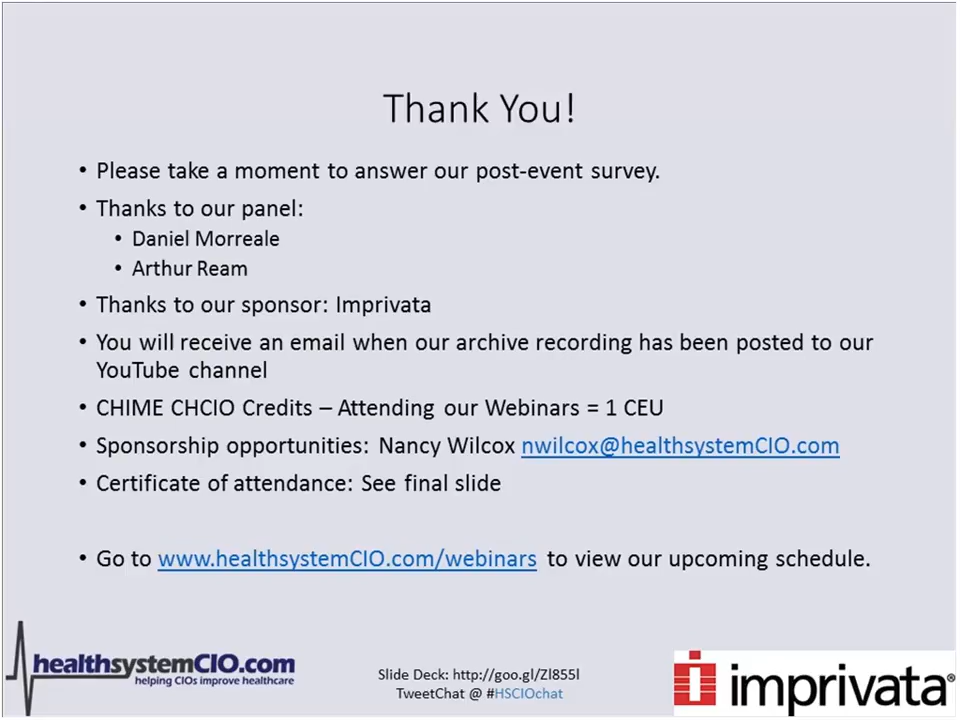 Thank You!
• Please take a moment to answer our post-event survey.
• Thanks to our panel:
• Daniel Morreale
• Arthur Ream
• Thanks to our sponsor: Imprivata
• You will receive an email when our archive recording has been posted to our
YouTube channel
• CHIME CHCIO Credits – Attending our Webinars = 1 CEU
• Sponsorship opportunities: Nancy Wilcox nwilcox@healthsystemCIO.com
• Certificate of attendance: See final slide
• Go to www.healthsystemCIO.com/webinars to view our upcoming schedule.
healthsystemCIO.com
helping CIOs improve healthcare
Slide Deck: http://goo.gl/Zl855l
TweetChat @ #HSCIOchat
imprivata®